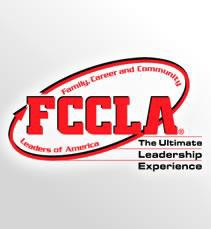 Family, Career and Community
FCCLA®
Leaders of America
The Ultimate
Leadership
Experience